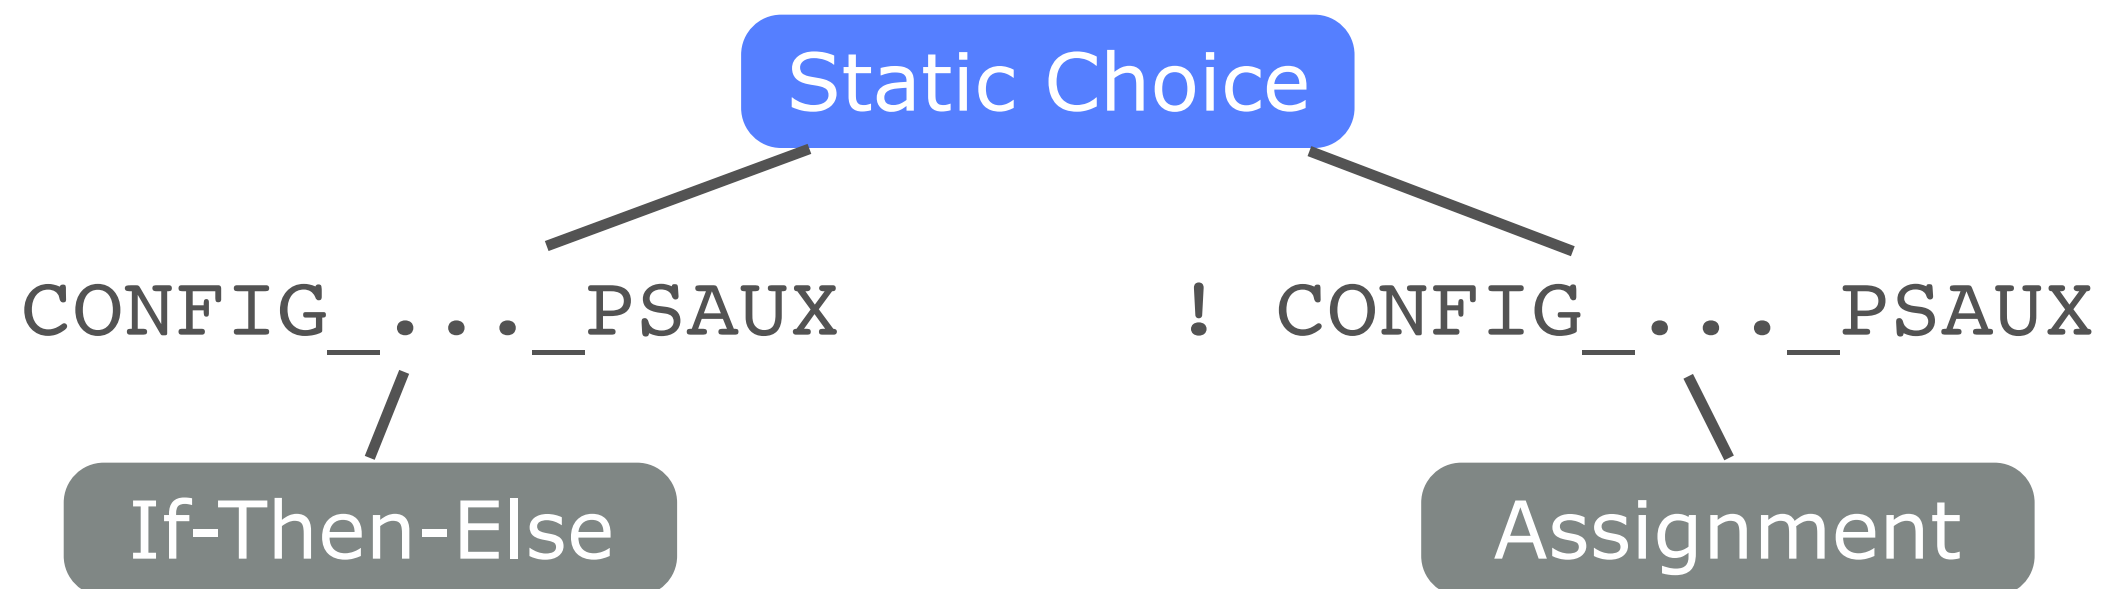 Static Choice
CONFIG_..._PSAUX
! CONFIG_..._PSAUX
If-Then-Else
Assignment